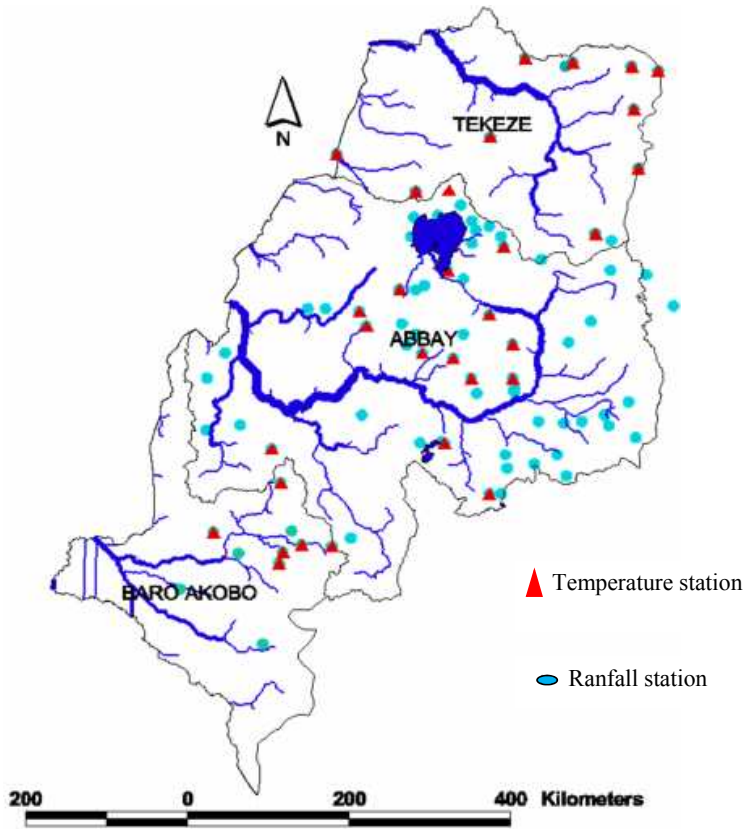 TEKEZE
N
ABBAY
BARO AKOBO
Temperature station
Ranfall station
200 0 200 400 Kilometers